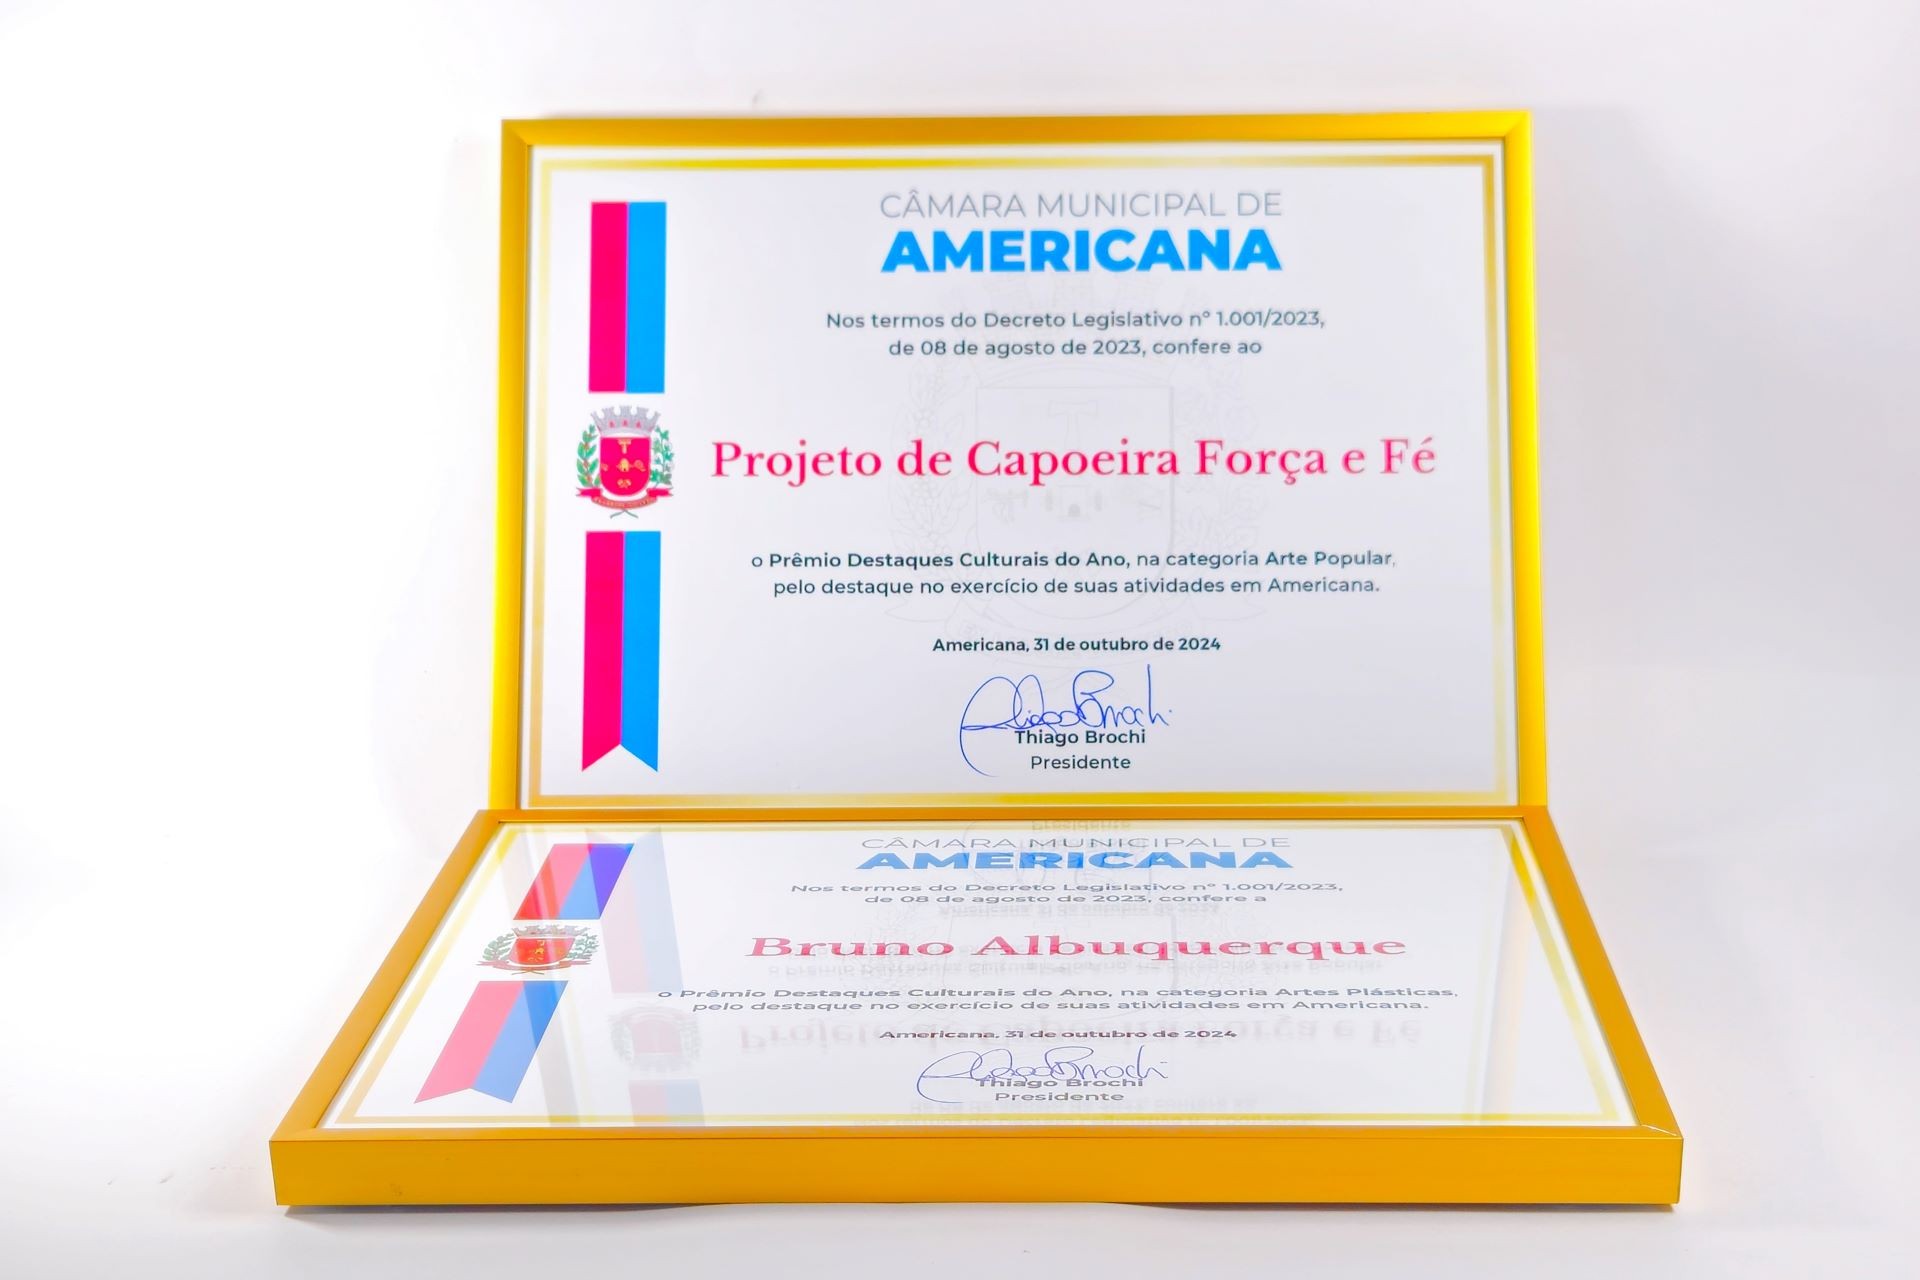 CÂMARA MUNICIPAL DE
AMERICANA
Nos termos do Decreto Legislativo nº 1.001/2023,
de 08 de agosto de 2023, confere ao
Projeto de Capoeira Força e Fé
o Prêmio Destaques Culturais do Ano, na categoria Arte Popular,
pelo destaque no exercício de suas atividades em Americana.
Americana, 31 de outubro de 2024
Thiago Brochi
Thiago Brochi
Presidente
CÂMARA MUNICIPAL DE
AMERICANA
Nos termos do Decreto Legislativo nº 1.001/2023,
de 08 de agosto de 2023, confere a
Bruno Albuquerque
o Prêmio Destaques Culturais do Ano, na categoria Artes Plásticas,
pelo destaque no exercício de suas atividades em Americana.
Americana, 31 de outubro de 2024
Thiago Brochi
Thiago Brochi
Presidente